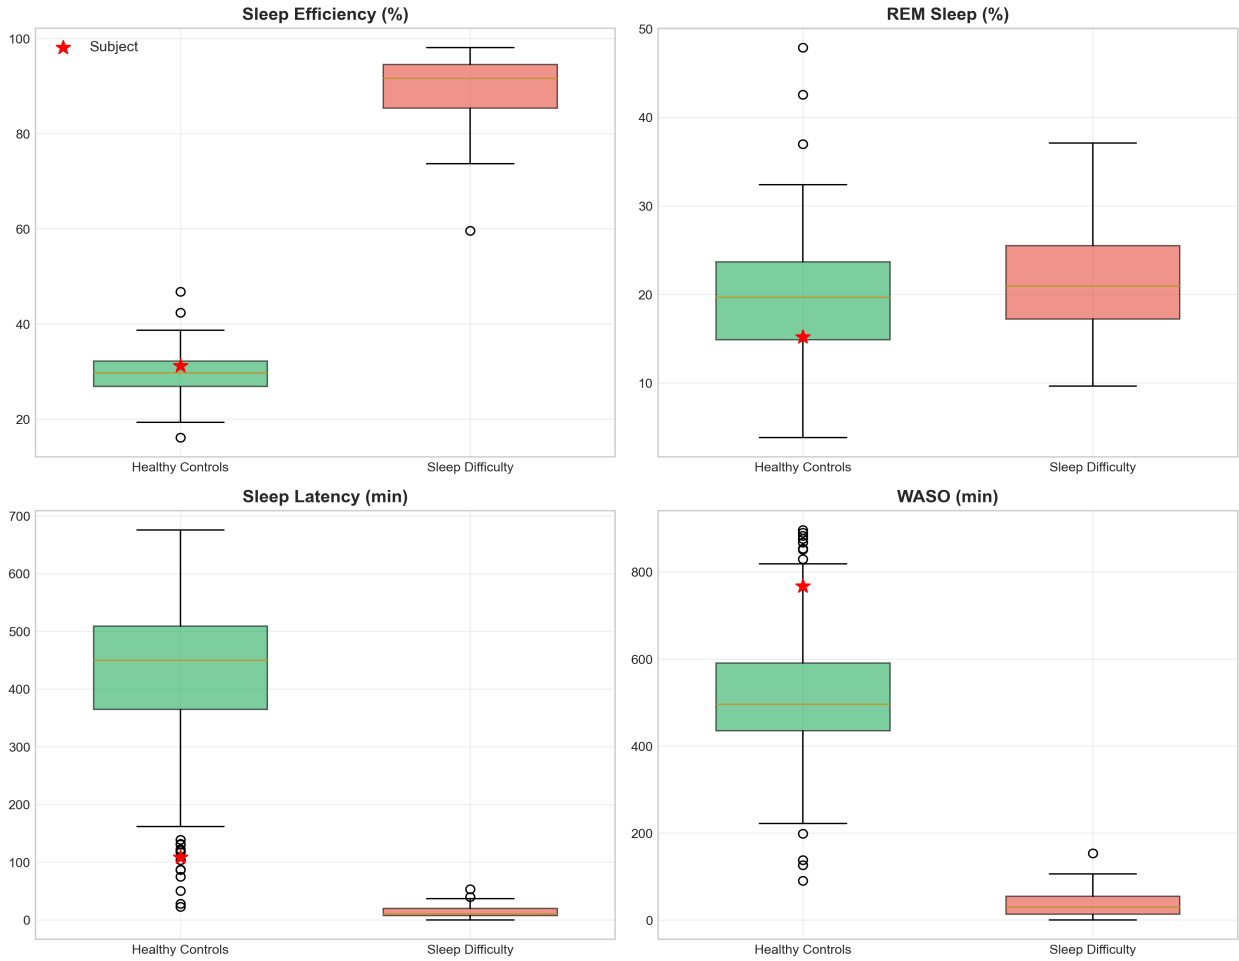 Sleep Efficiency (%)
100
80
60
40
20
Subject
Healthy Controls
Sleep Difficulty
REM Sleep (%)
50
40
30
20
10
Healthy Controls
Sleep Difficulty
Sleep Latency (min)
700
600
500
400
300
200
100
0
Healthy Controls
Sleep Difficulty
WASO (min)
800
600
400
200
0
Healthy Controls
Sleep Difficulty